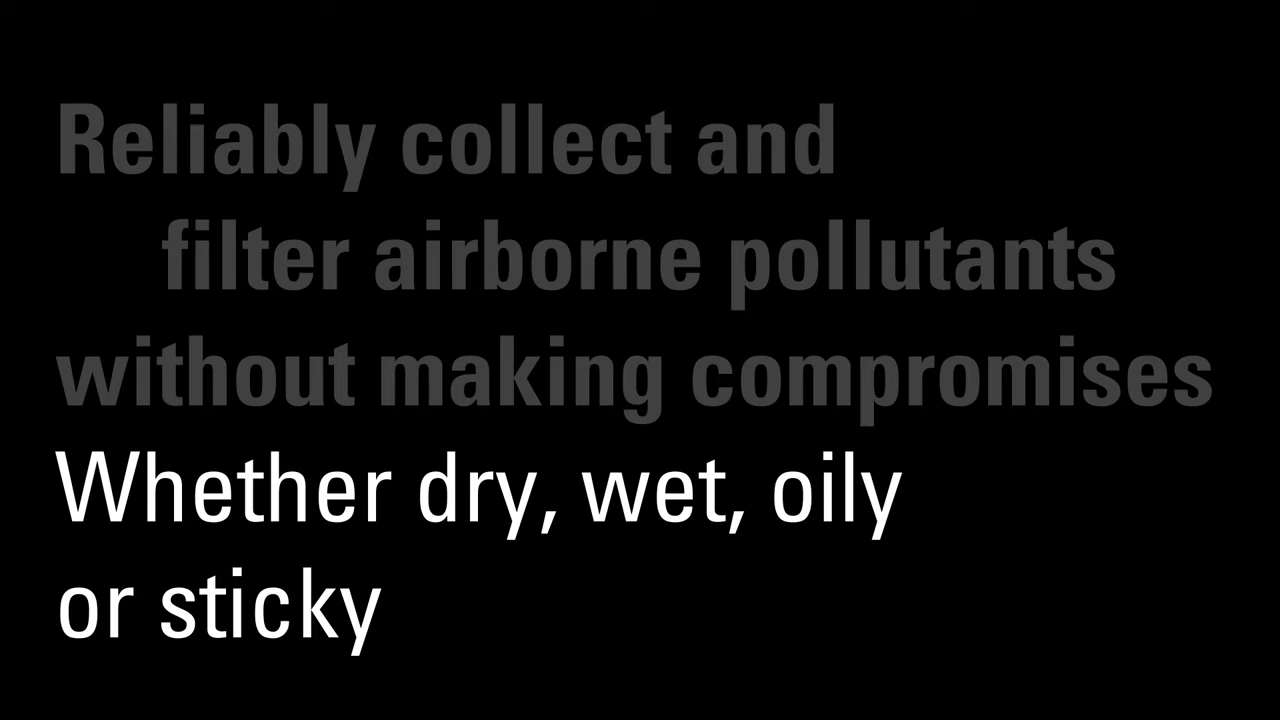 Reliably collect and
filter airborne pollutants
without making compromises
Whether dry, wet, oily
or sticky